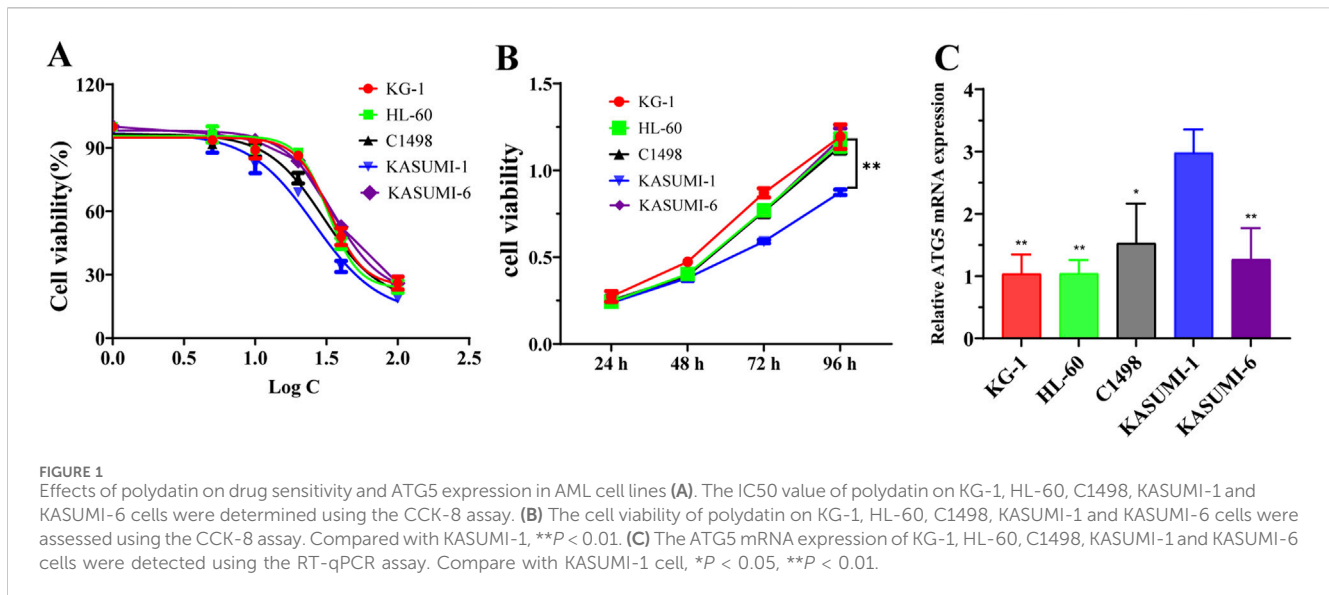 A
120
90
60
30
0
Cell viability(%)
0.0 0.5 1.0 1.5 2.0 2.5
Log C
KG-1
HL-60
C1498
KASUMI-1
KASUMI-6
B
1.5
1.0
0.5
0.0
cell viability
24 h 48 h 72 h 96 h
KG-1
HL-60
C1498
KASUMI-1
KASUMI-6
**
C
4
3
2
1
0
Relative ATG5 mRNA expression
** ** * **
KG-1 HL-60 C1498 KASUMI-1 KASUMI-6
FIGURE 1
Effects of polydatin on drug sensitivity and ATG5 expression in AML cell lines (A). The IC50 value of polydatin on KG-1, HL-60, C1498, KASUMI-1 and
KASUMI-6 cells were determined using the CCK-8 assay. (B) The cell viability of polydatin on KG-1, HL-60, C1498, KASUMI-1 and KASUMI-6 cells were
assessed using the CCK-8 assay. Compared with KASUMI-1, **P < 0.01. (C) The ATG5 mRNA expression of KG-1, HL-60, C1498, KASUMI-1 and KASUMI-6
cells were detected using the RT-qPCR assay. Compare with KASUMI-1 cell, *P < 0.05, **P < 0.01.